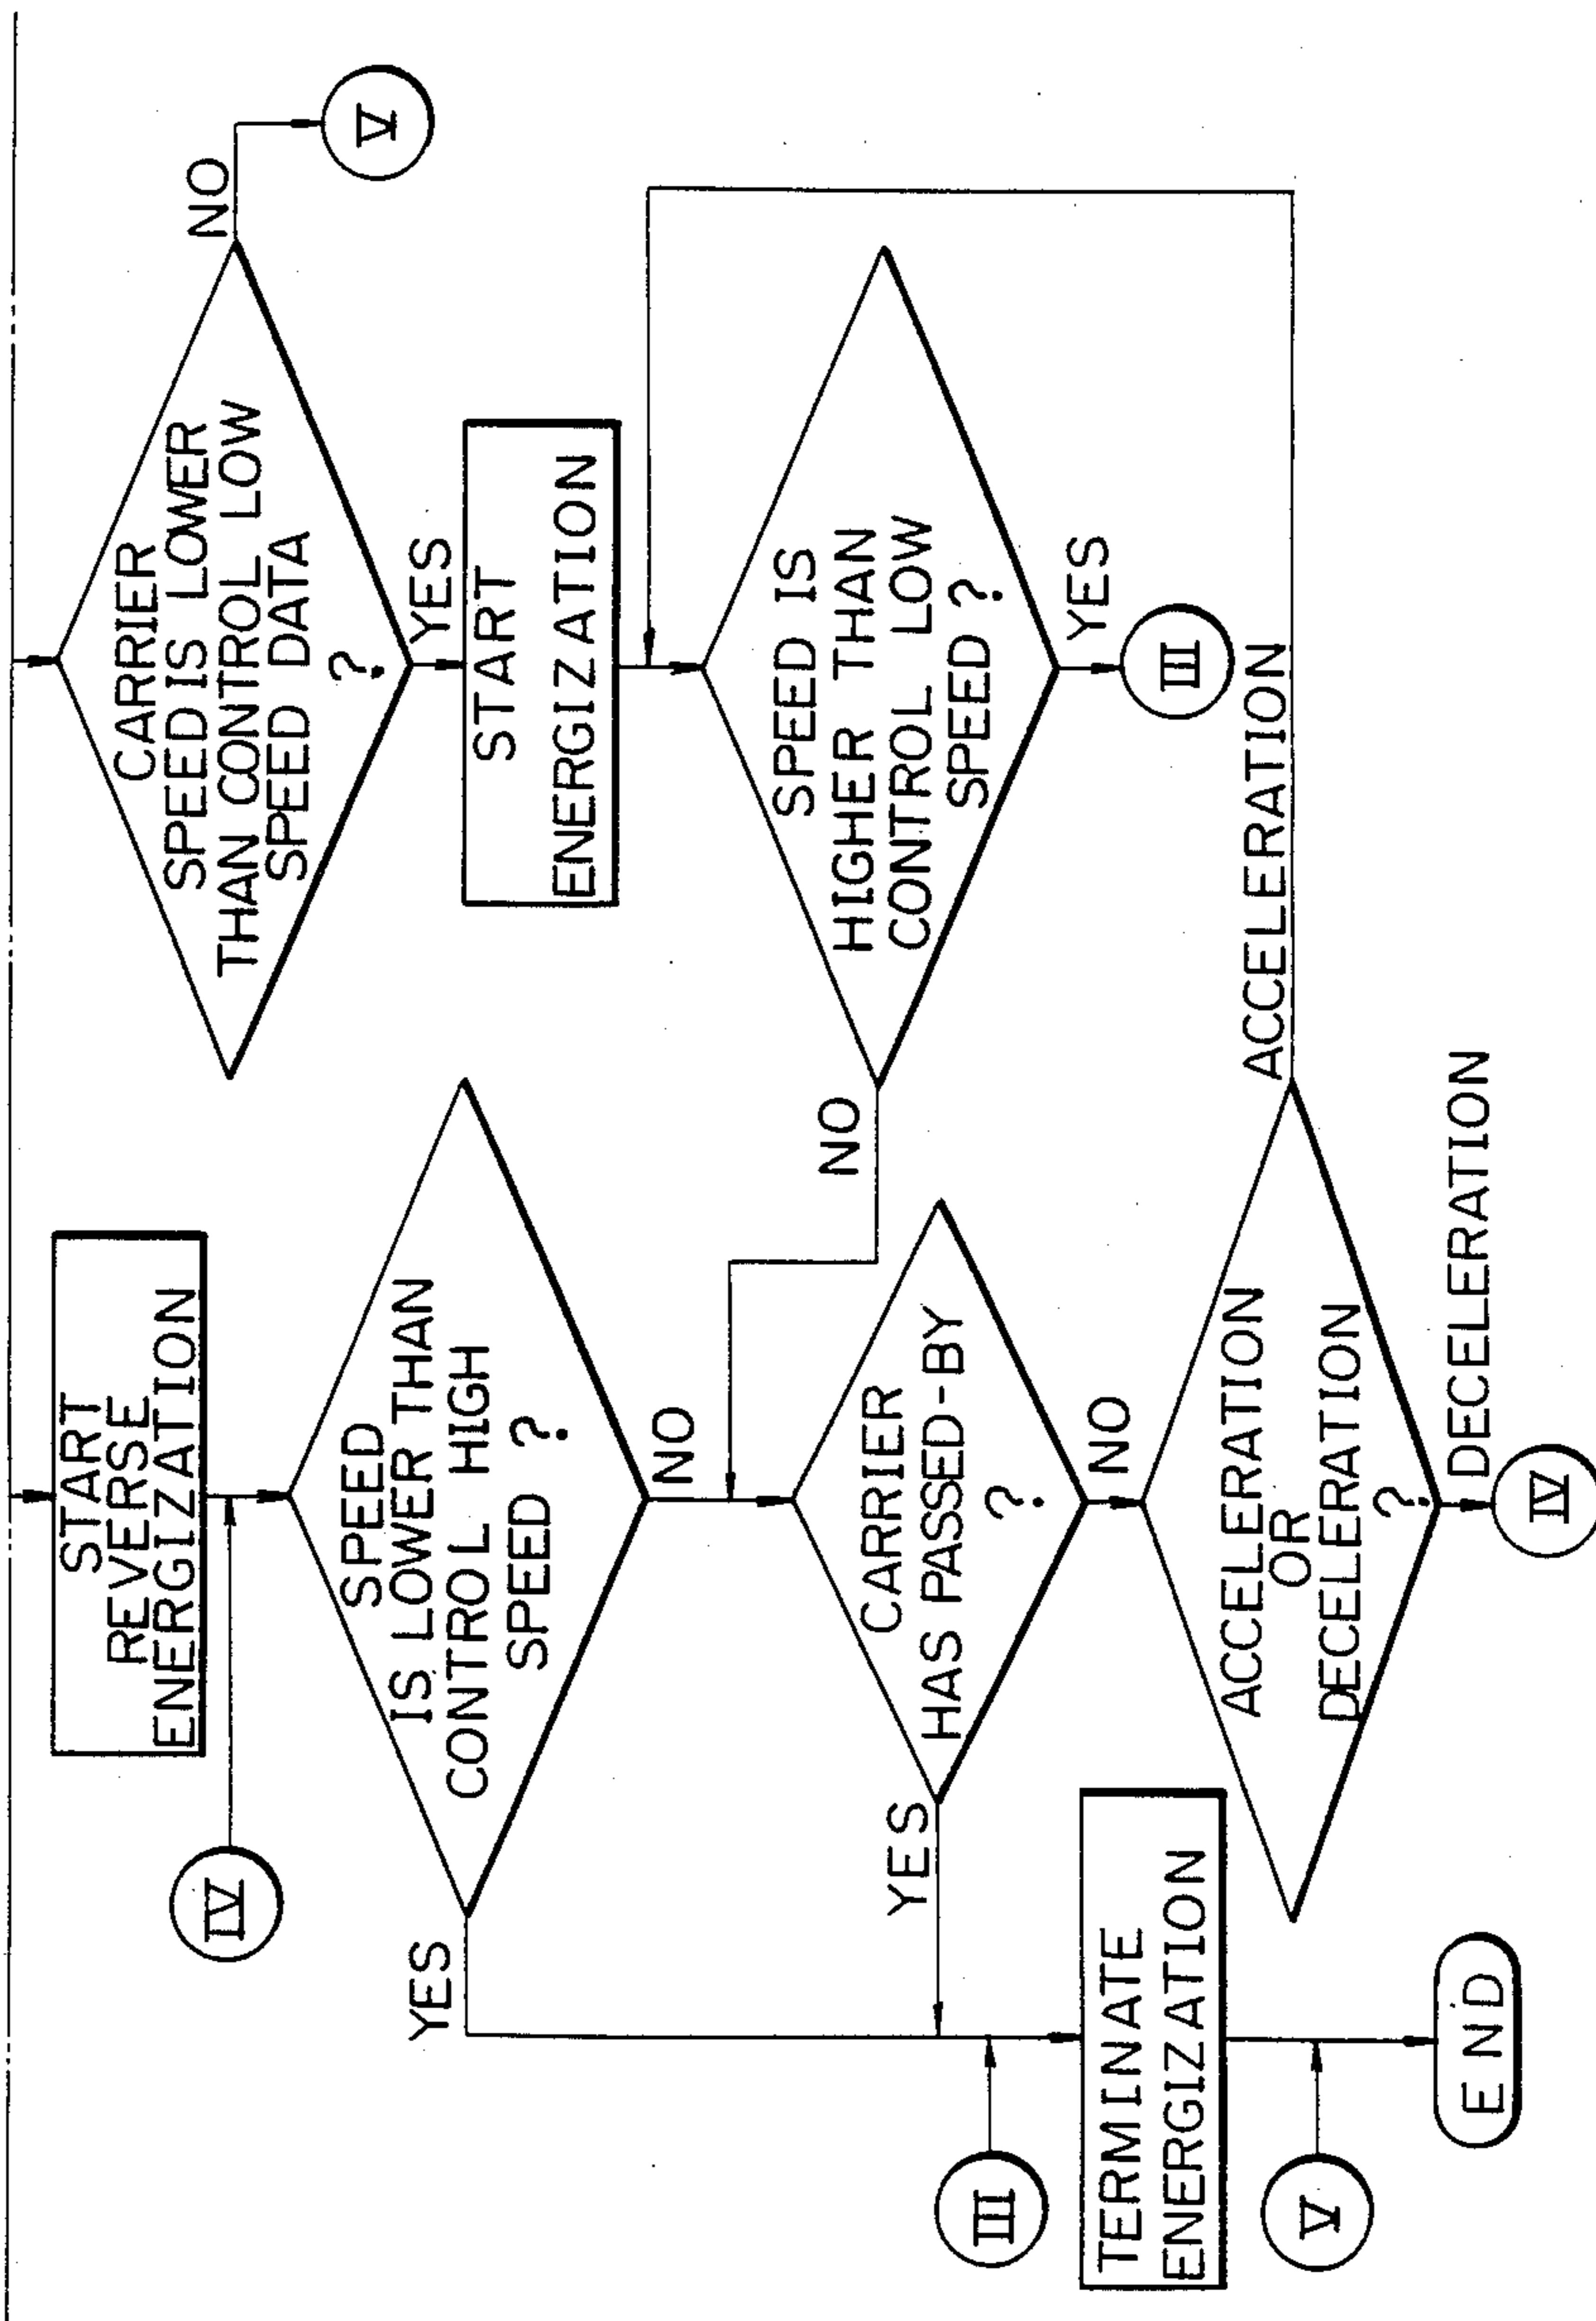 START
REVERSE
ENERGIZATION
IV
SPEED
IS LOWER THAN
CONTROL HIGH
SPEED ?
YES
NO
CARRIER
HAS PASSED-BY
?
YES
NO
ACCELERATION
OR
DECELERATION
?
ACCELERATION
DECELERATION
IV
III
TERMINATE
ENERGIZATION
V
END
CARRIER
SPEED IS LOWER
THAN CONTROL LOW
SPEED DATA
?
NO
V
YES
START
ENERGIZATION
SPEED IS
HIGHER THAN
CONTROL LOW
SPEED ?
NO
YES
III